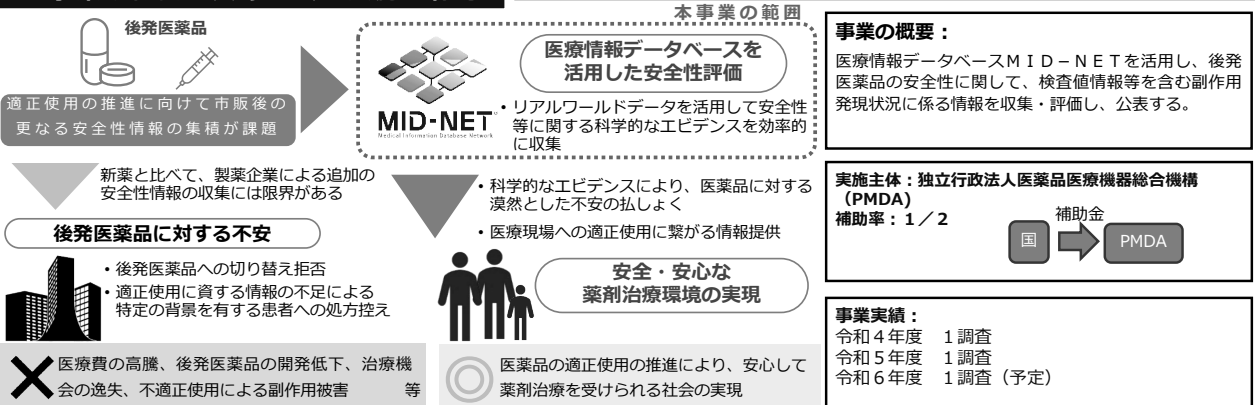 本事業の範囲
後発医薬品
適正使用の推進に向けて市販後の
更なる安全性情報の集積が課題
医療情報データベースを
活用した安全性評価
MID-NET
Medical Information Database Network
・リアルワールドデータを活用して安全性
等に関する科学的なエビデンスを効率的
に収集
新薬と比べて、製薬企業による追加の
安全性情報の収集には限界がある
後発医薬品に対する不安
・後発医薬品への切り替え拒否
・適正使用に資する情報の不足による
特定の背景を有する患者への処方控え
医療費の高騰、後発医薬品の開発低下、治療機
会の逸失、不適正使用による副作用被害 等
・科学的なエビデンスにより、医薬品に対する
漠然とした不安の払しょく
・医療現場への適正使用に繋がる情報提供
安全・安心な
薬剤治療環境の実現
医薬品の適正使用の推進により、安心して
薬剤治療を受けられる社会の実現
事業の概要：
医療情報データベースＭＩＤ－ＮＥＴを活用し、後発
医薬品の安全性に関して、検査値情報等を含む副作用
発現状況に係る情報を収集・評価し、公表する。
実施主体：独立行政法人医薬品医療機器総合機構
（PMDA）
補助率：１／２
補助金
国
PMDA
事業実績：
令和４年度 １調査
令和５年度 １調査
令和６年度 １調査（予定）